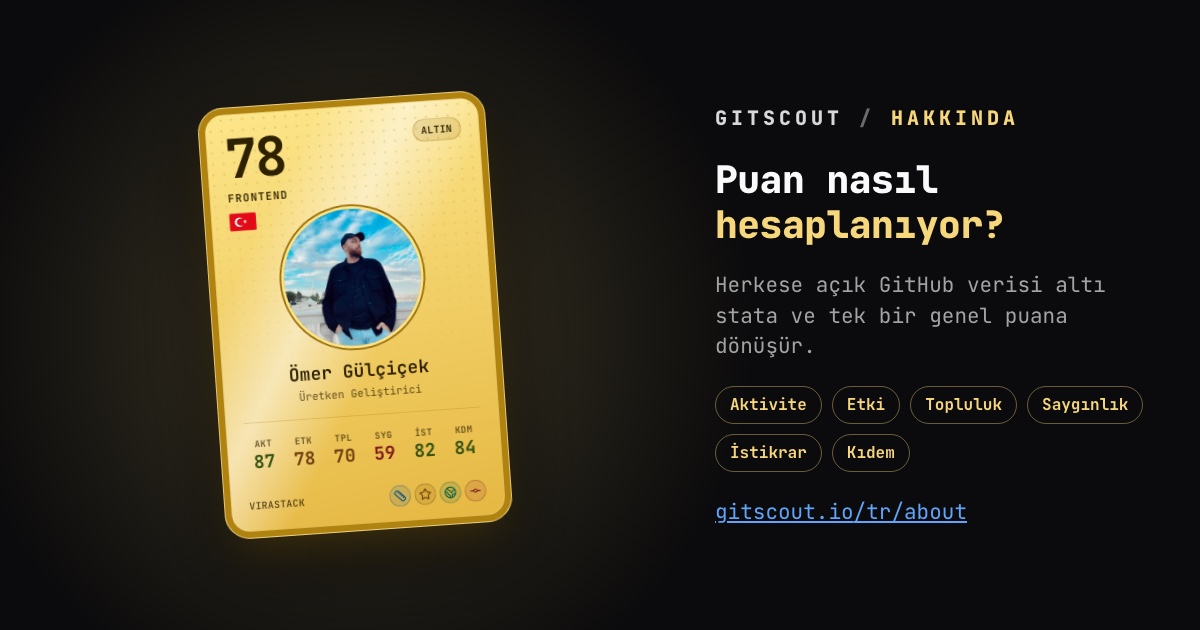 78
ALTIN
FRONTEND
Ömer Gülçiçek
Üretken Geliştirici
AKT ETK TPL SYG İST KDM
87 78 70 59 82 84
VIRASTACK
GITSCOUT / HAKKINDA
Puan nasıl
hesaplanıyor?
Herkese açık GitHub verisi altı
stata ve tek bir genel puana
dönüşür.
Aktivite Etki Topluluk Saygınlık
İstikrar Kıdem
gitscout.io/tr/about